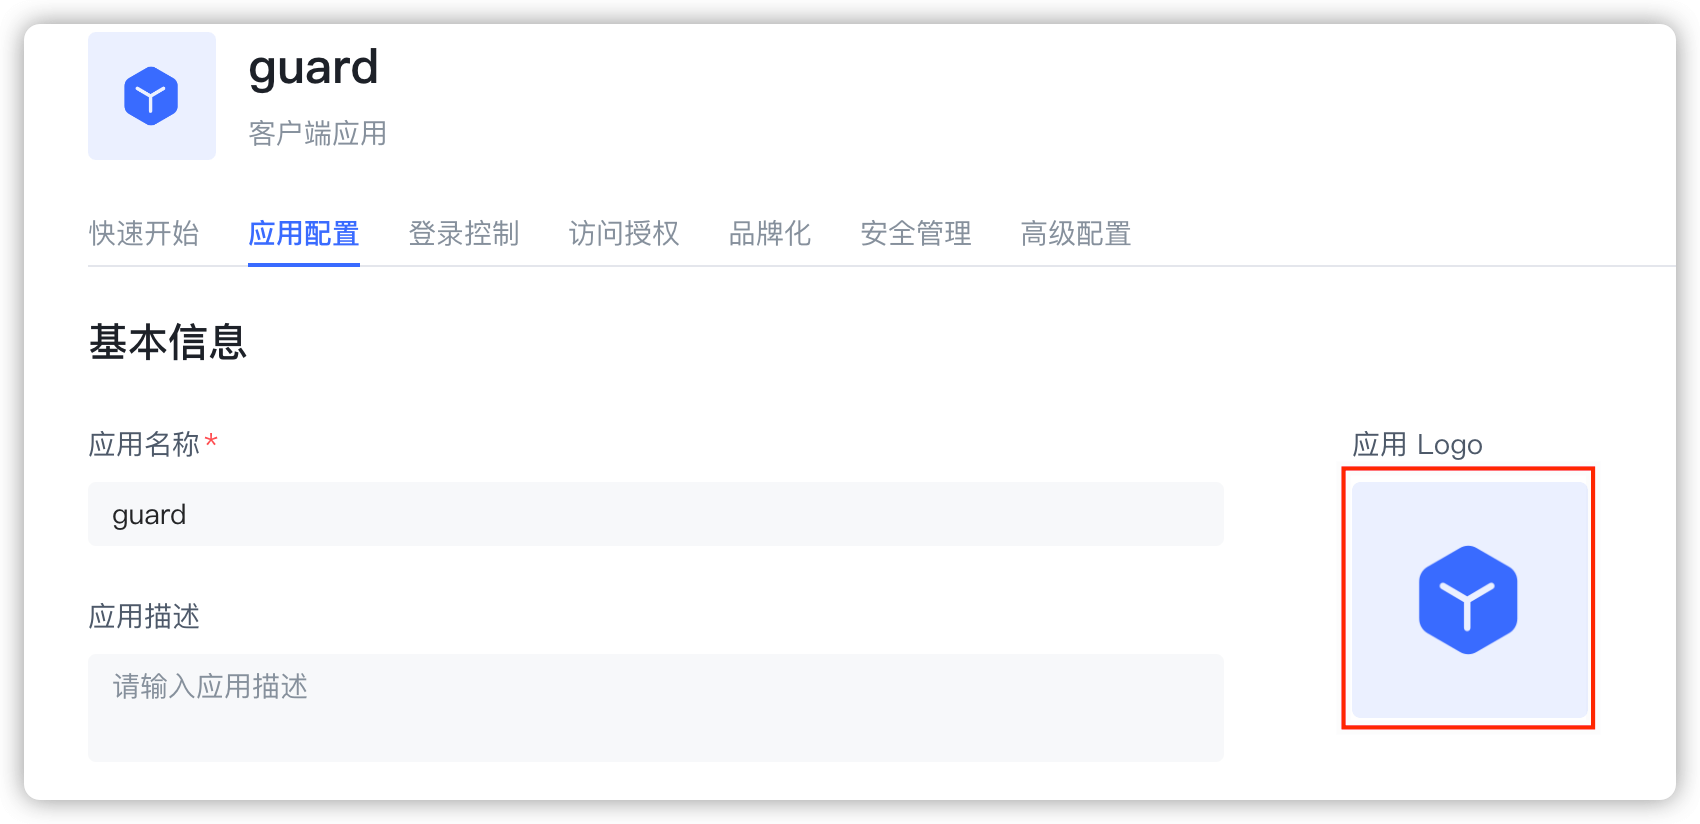 guard
客户端应用
快速开始 应用配置 登录控制 访问授权 品牌化 安全管理 高级配置
基本信息
应用名称*
应用 Logo
guard
应用描述
请输入应用描述